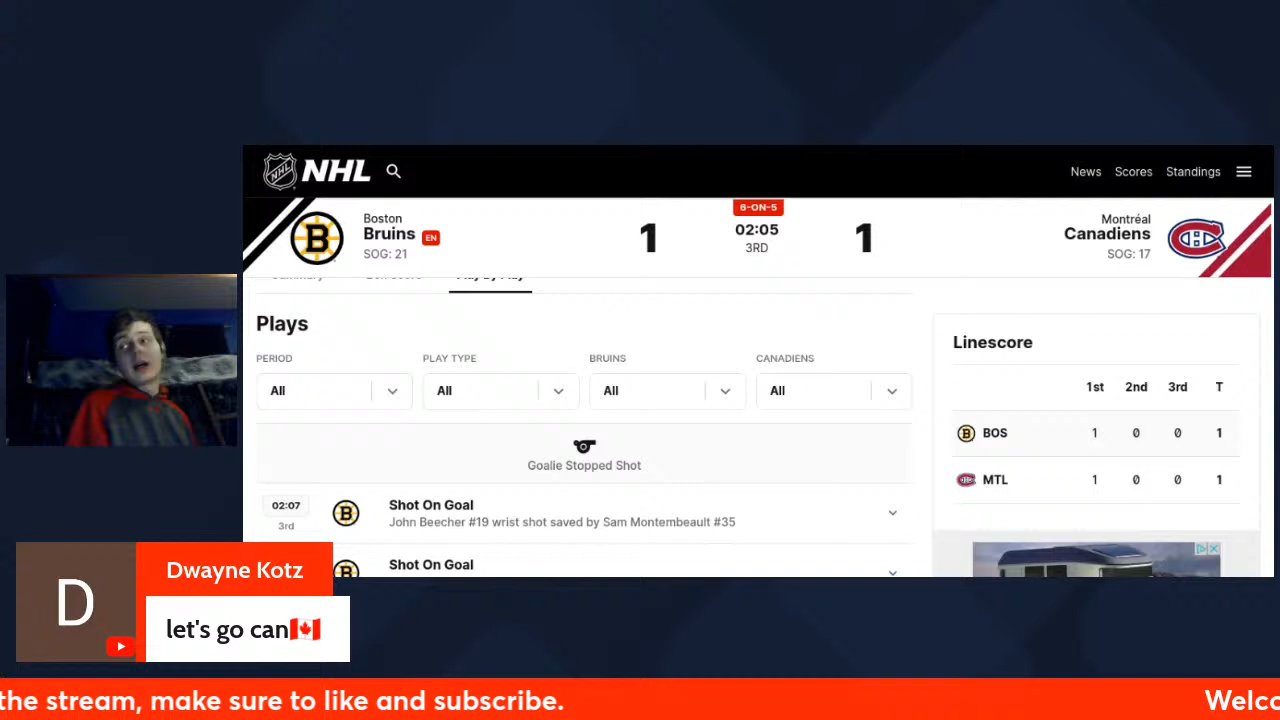 NHL
News Scores Standings
Boston
Bruins EN
SOG: 21
1
6-ON-5
02:05
3RD
1
Montréal
Canadiens
SOG: 17
Plays
PERIOD PLAY TYPE BRUINS CANADIENS
All All All All
Goalie Stopped Shot
02:07
3rd
Shot On Goal
John Beecher #19 wrist shot saved by Sam Montembeault #35
Shot On Goal
Linescore
1st 2nd 3rd T
BOS 1 0 0 1
MTL 1 0 0 1
D
Dwayne Kotz
let's go can🇨🇦
the stream, make sure to like and subscribe. Welco